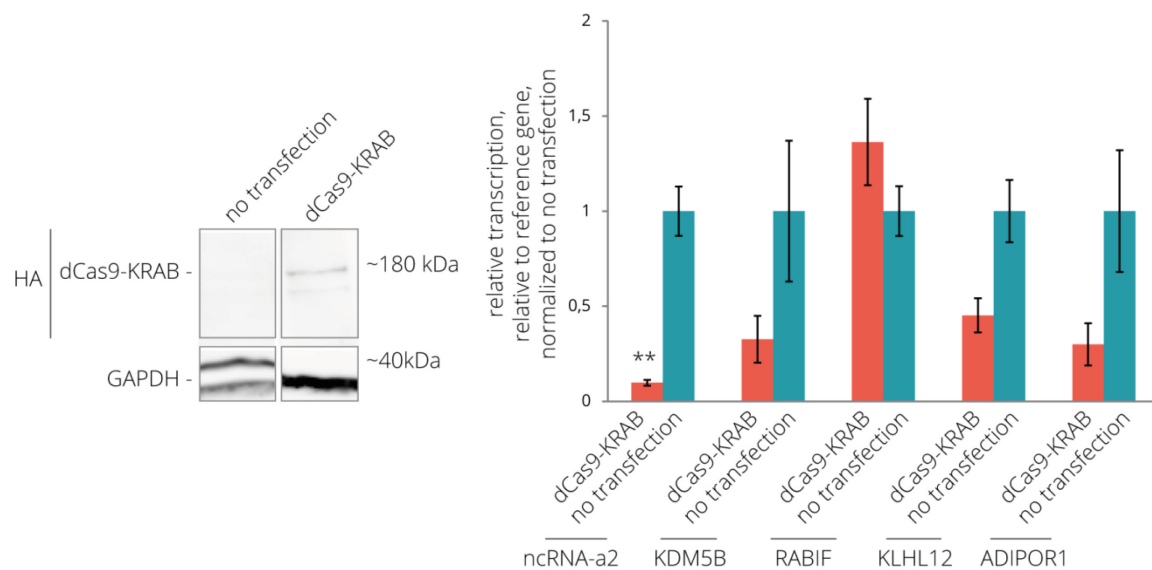 no transfection
dCas9-KRAB
HA
dCas9-KRAB -
~180 kDa
GAPDH -
~40kDa
relative transcription,
relative to reference gene,
normalized to no transfection
2
1,5
1
0,5
0
**
dCas9-KRAB
no transfection
dCas9-KRAB
no transfection
dCas9-KRAB
no transfection
dCas9-KRAB
no transfection
dCas9-KRAB
no transfection
ncRNA-a2
KDM5B
RABIF
KLHL12
ADIPOR1